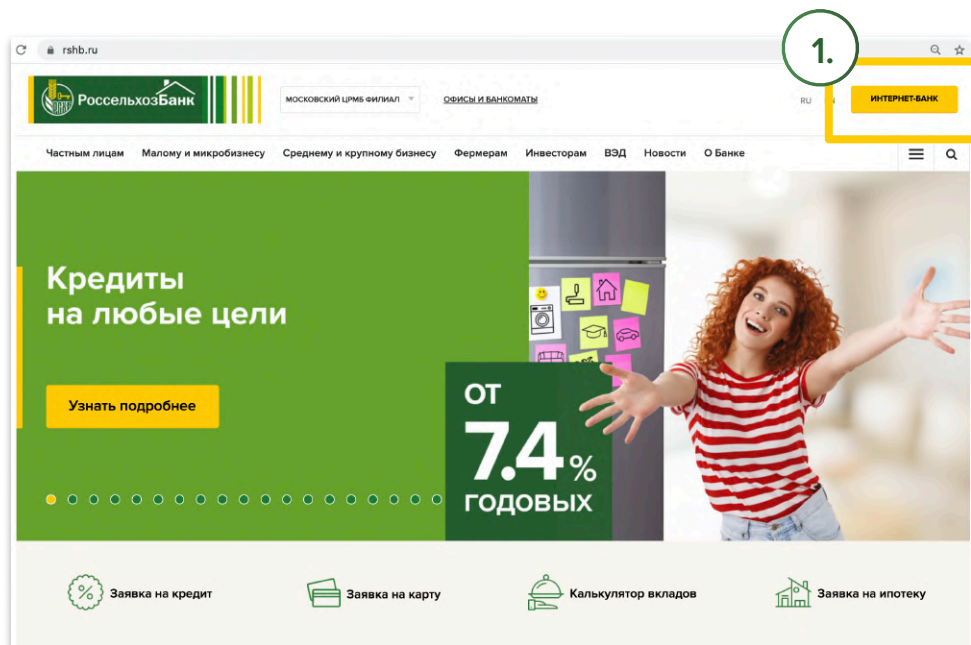 1.
rshb.ru
РоссельхозБанк
МОСКОВСКИЙ ЦРМБ ФИЛИАЛ
ОФИСЫ И БАНКОМАТЫ
RU
ИНТЕРНЕТ-БАНК
Частным лицам Малому и микробизнесу Среднему и крупному бизнесу Фермерам Инвесторам ВЭД Новости О Банке
Кредиты
на любые цели
Узнать подробнее
ОТ
7.4%
ГОДОВЫХ
Заявка на кредит
Заявка на карту
Калькулятор вкладов
Заявка на ипотеку